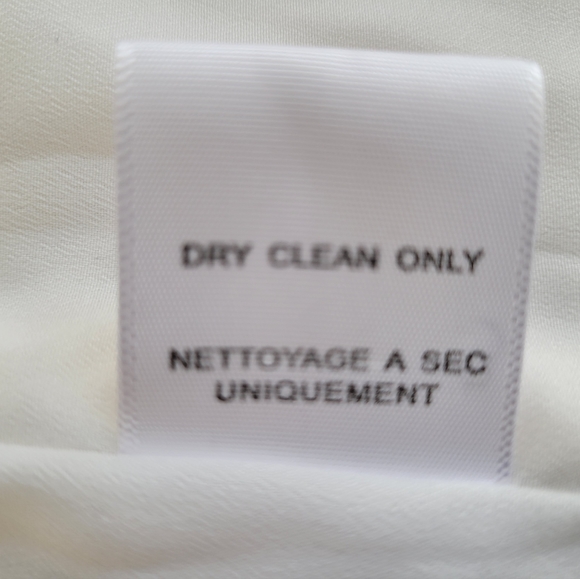 DRY CLEAN ONLY
NETTOYAGE A SEC
UNIQUEMENT